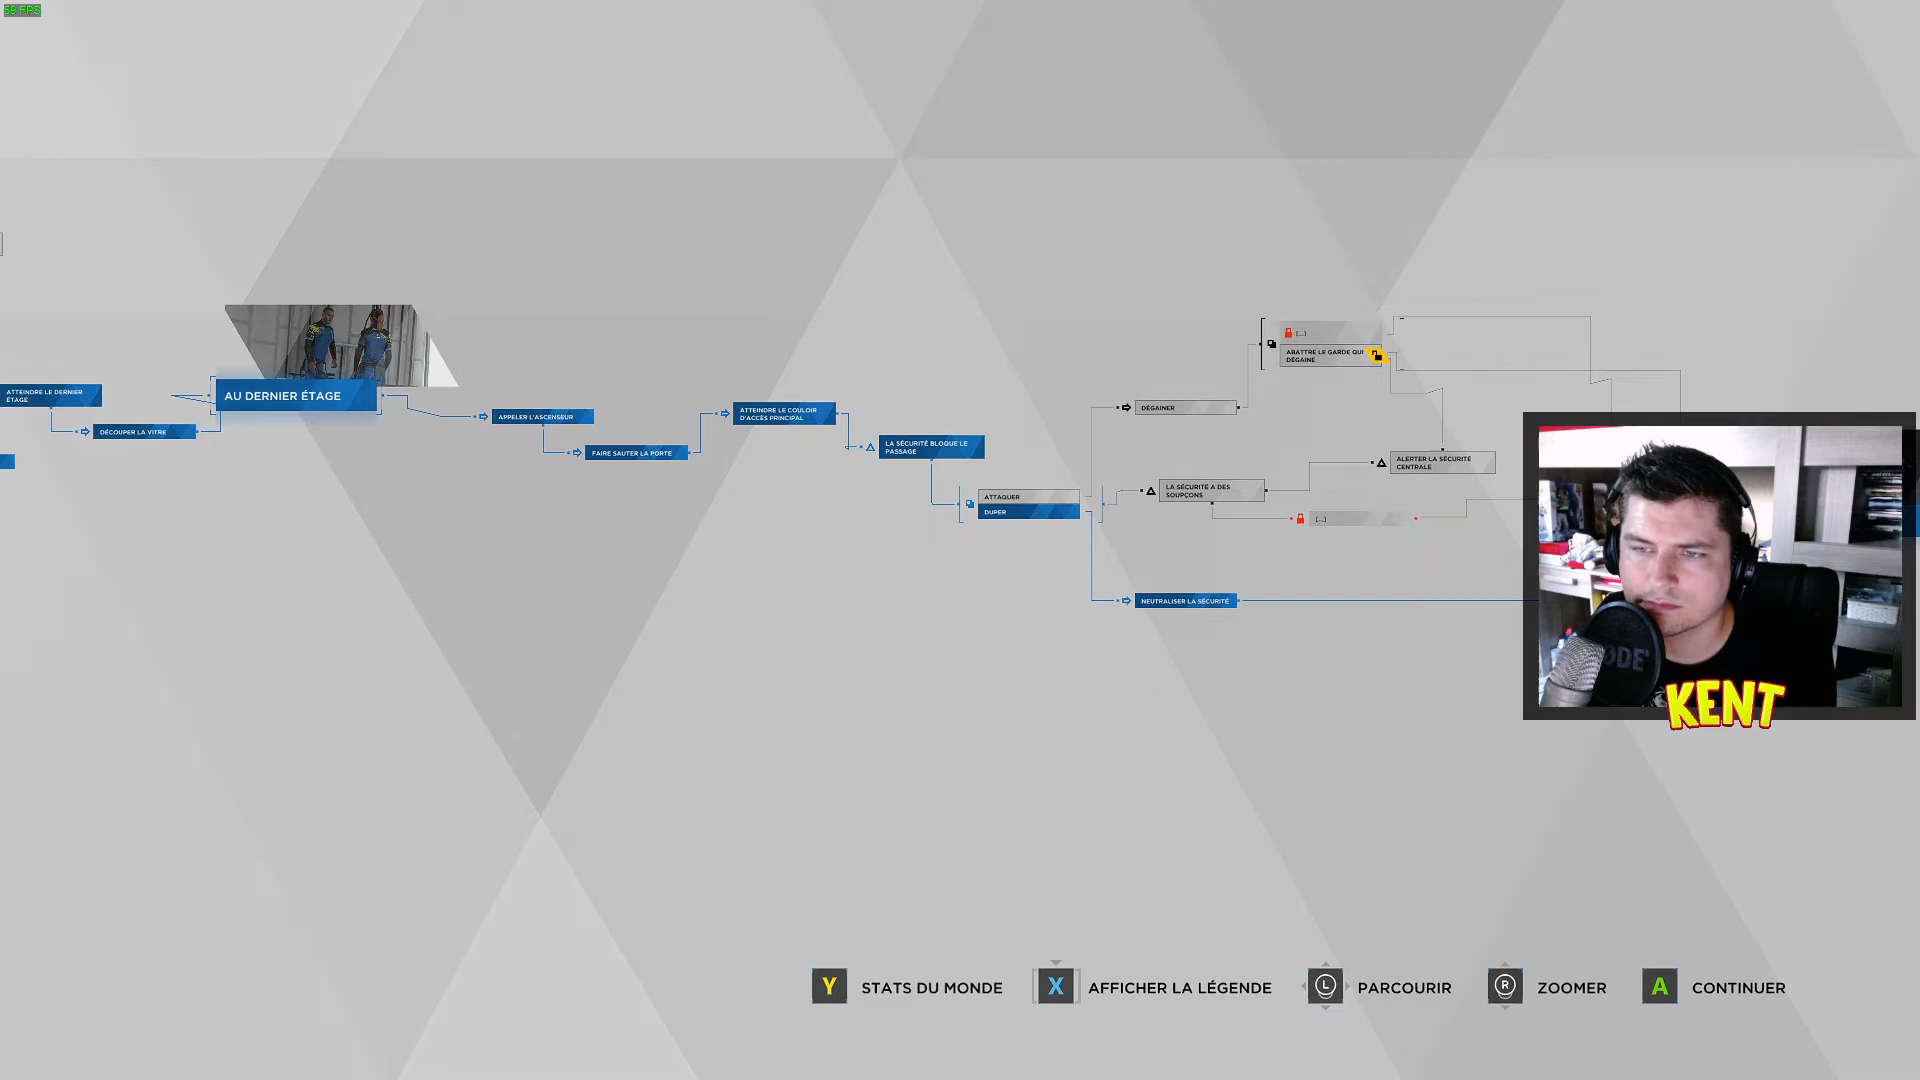 59 FPS
ATTEINDRE LE DERNIER
ÉTAGE
DÉCOUPER LA VITRE
AU DERNIER ÉTAGE
APPELER L'ASCENSEUR
FAIRE SAUTER LA PORTE
ATTEINDRE LE COULOIR
D'ACCÈS PRINCIPAL
LA SÉCURITÉ BLOQUE LE
PASSAGE
ATTAQUER
DUPER
DÉGAINER
[...]
ABATTRE LE GARDE QUI
DÉGAINE
LA SÉCURITÉ A DES
SOUPÇONS
ALERTER LA SÉCURITÉ
CENTRALE
[...]
NEUTRALISER LA SÉCURITÉ
KENT
Y STATS DU MONDE
X AFFICHER LA LÉGENDE
L PARCOURIR
R ZOOMER
A CONTINUER